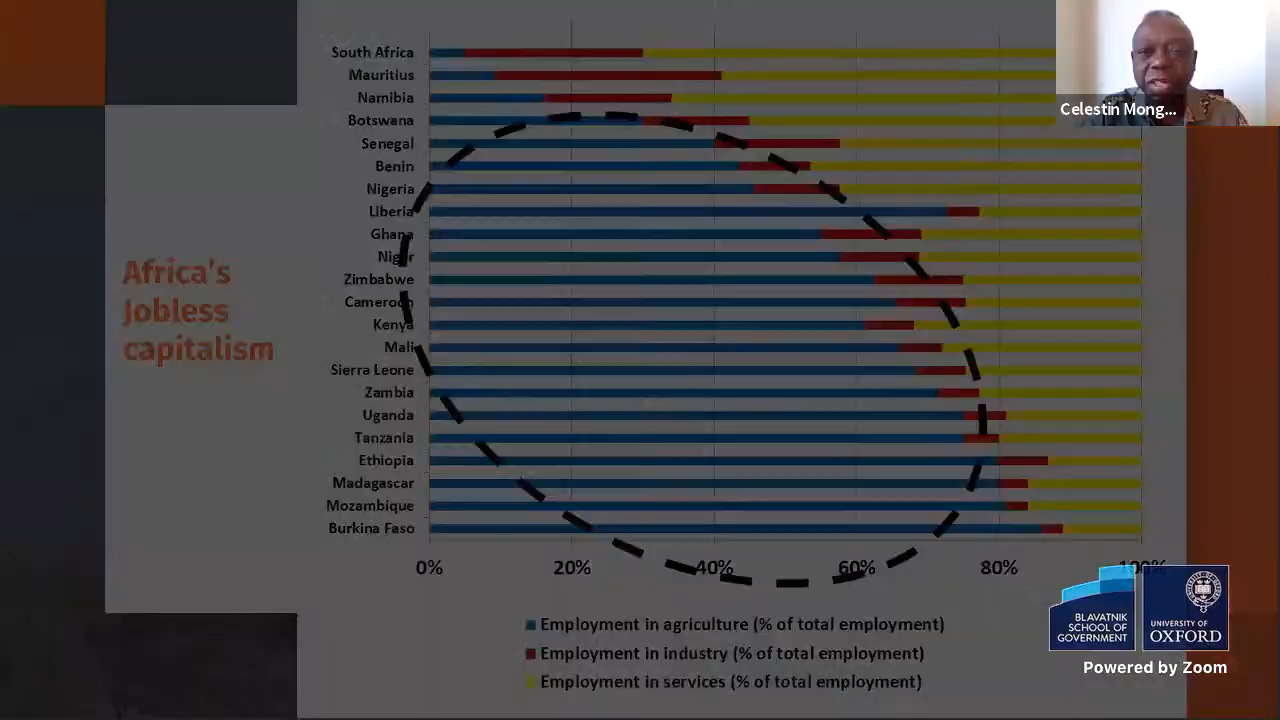 Celestin Mong...
Africa's
Jobless
capitalism
South Africa
Mauritius
Namibia
Botswana
Senegal
Benin
Nigeria
Liberia
Ghana
Niger
Zimbabwe
Cameroon
Kenya
Mali
Sierra Leone
Zambia
Uganda
Tanzania
Ethiopia
Madagascar
Mozambique
Burkina Faso
0% 20% 40% 60% 80% 100%
Employment in agriculture (% of total employment)
Employment in industry (% of total employment)
Employment in services (% of total employment)
BLAVATNIK
SCHOOL OF
GOVERNMENT
UNIVERSITY OF
OXFORD
Powered by Zoom